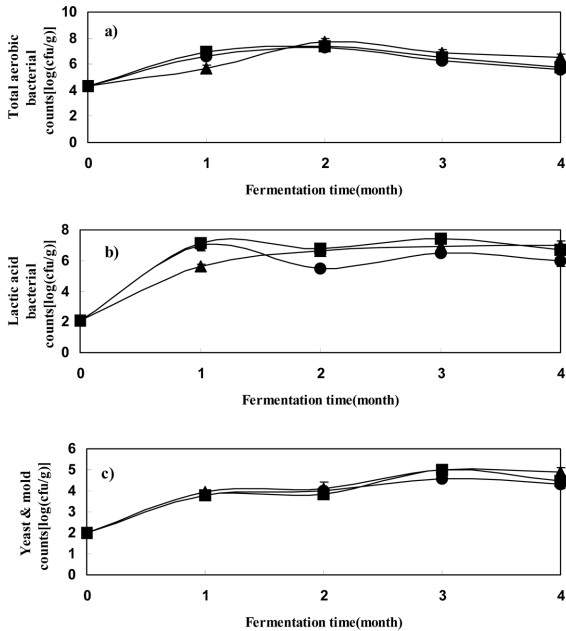 Total aerobic
bacterial
counts[log(cfu/g)]
a)
10
8
6
4
2
0
0 1 2 3 4
Fermentation time(month)
Lactic acid
bacterial
counts[log(cfu/g)]
b)
8
6
4
2
0
0 1 2 3 4
Fermentation time(month)
Yeast & mold
counts[log(cfu/g)]
c)
6
5
4
3
2
1
0
0 1 2 3 4
Fermentation time(month)